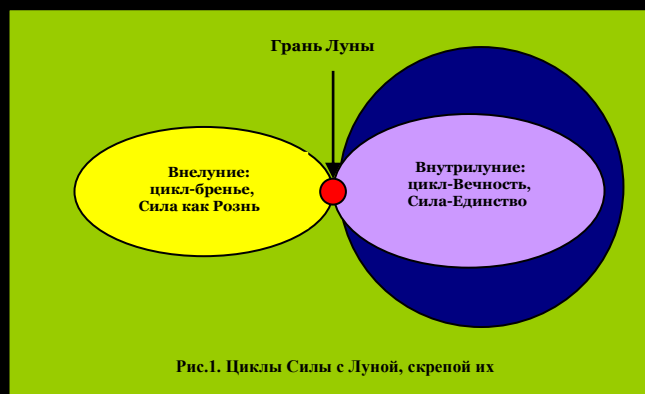 Грань Луны
Внелуние:
цикл-бренье,
Сила как Рознь
Внутрилуние:
цикл-Вечность,
Сила-Единство
Рис.1. Циклы Силы с Луной, скрепой их